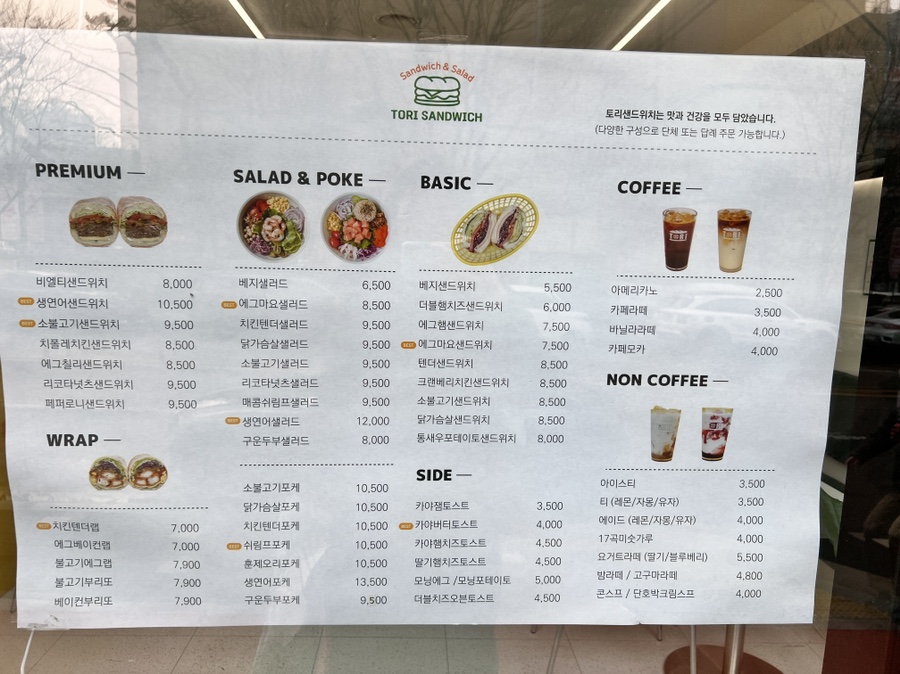 Sandwich & Salad
TORI SANDWICH
토리샌드위치는 맛과 건강을 모두 담았습니다.
(다양한 구성으로 단체 또는 답례 주문 가능합니다.)
PREMIUM
비엘티샌드위치 8,000
BEST 생연어샌드위치 10,500
BEST 소불고기샌드위치 9,500
치폴레치킨샌드위치 8,500
에그칠리샌드위치 8,500
리코타넛츠샌드위치 9,500
페퍼로니샌드위치 9,500
WRAP
BEST 치킨텐더랩 7,000
에그베이컨랩 7,000
불고기에그랩 7,900
불고기부리또 7,900
베이컨부리또 7,900
SALAD & POKE
베지샐러드 6,500
BEST 에그마요샐러드 8,500
치킨텐더샐러드 9,500
닭가슴살샐러드 9,500
소불고기샐러드 9,500
리코타넛츠샐러드 9,500
매콤쉬림프샐러드 9,500
BEST 생연어샐러드 12,000
구운두부샐러드 8,000
소불고기포케 10,500
닭가슴살포케 10,500
치킨텐더포케 10,500
BEST 쉬림프포케 10,500
훈제오리포케 10,500
생연어포케 13,500
구운두부포케 9,500
BASIC
베지샌드위치 5,500
더블햄치즈샌드위치 6,000
에그햄샌드위치 7,500
BEST 에그마요샌드위치 7,500
텐더샌드위치 8,500
크랜베리치킨샌드위치 8,500
소불고기샌드위치 8,500
닭가슴살샌드위치 8,500
통새우포테이토샌드위치 8,000
SIDE
카야잼토스트 3,500
BEST 카야버터토스트 4,000
카야햄치즈토스트 4,500
딸기햄치즈토스트 4,500
모닝에그 /모닝포테이토 5,000
더블치즈오븐토스트 4,500
COFFEE
아메리카노 2,500
카페라떼 3,500
바닐라라떼 4,000
카페모카 4,000
NON COFFEE
아이스티 3,500
티 (레몬/자몽/유자) 3,500
에이드 (레몬/자몽/유자) 4,000
17곡미숫가루 4,000
요거트라떼 (딸기/블루베리) 5,500
밤라떼 / 고구마라떼 4,800
콘스프 / 단호박크림스프 4,000